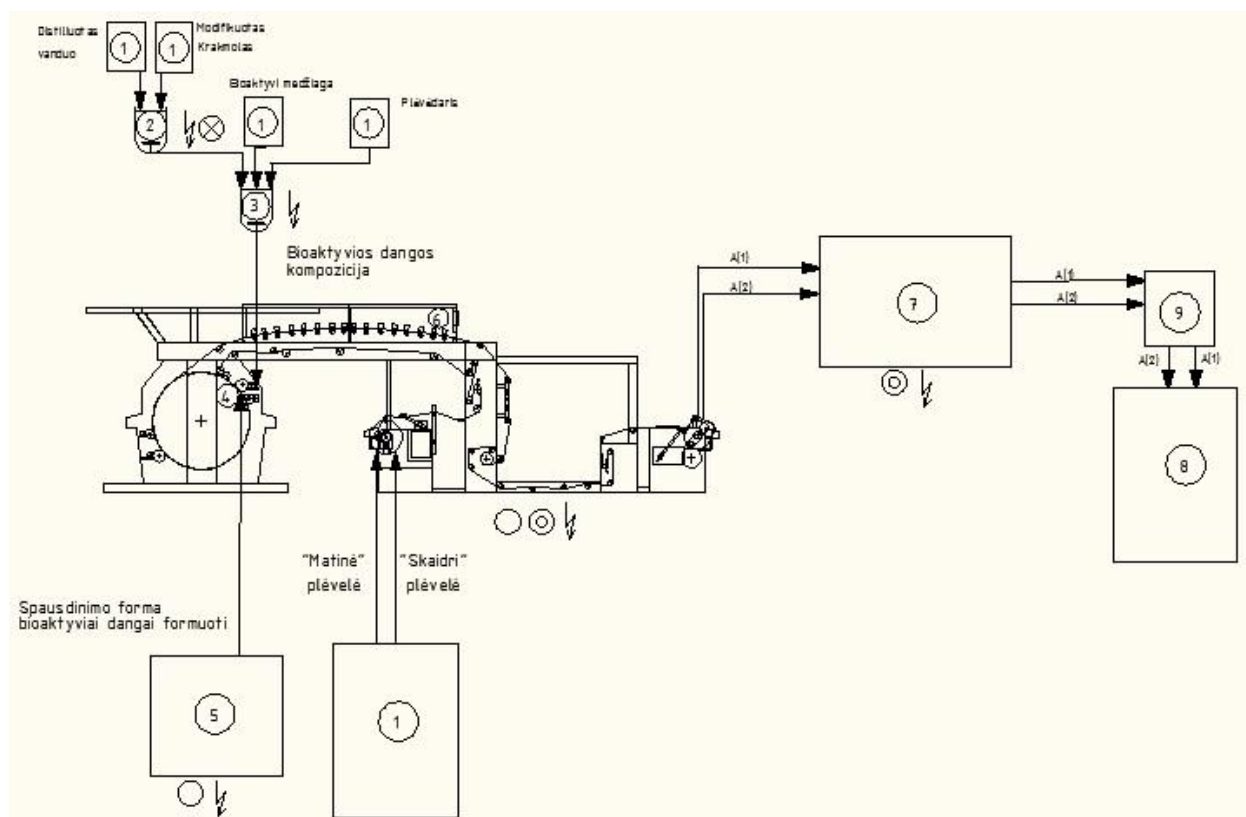 Distiliuotas
vanduo
1
Modifikuotas
Krakmolas
1
Bioaktyvi medžiaga
1
Plėvėdaris
1
2
3
Bioaktyvios dangos
kompozicija
6
4
A(1)
A(2)
7
A(1)
A(2)
9
A(2)
A(1)
8
"Matinė"
plėvelė
"Skaidri"
plėvelė
Spausdinimo forma
bioaktyviai dangai formuoti
5
1